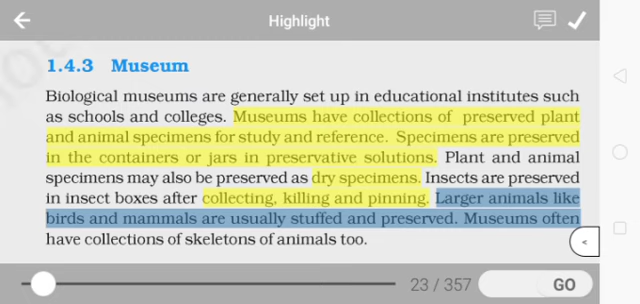 Highlight
1.4.3 Museum
Biological museums are generally set up in educational institutes such
as schools and colleges. Museums have collections of preserved plant
and animal specimens for study and reference. Specimens are preserved
in the containers or jars in preservative solutions. Plant and animal
specimens may also be preserved as dry specimens. Insects are preserved
in insect boxes after collecting, killing and pinning. Larger animals like
birds and mammals are usually stuffed and preserved. Museums often
have collections of skeletons of animals too.
23 / 357 GO